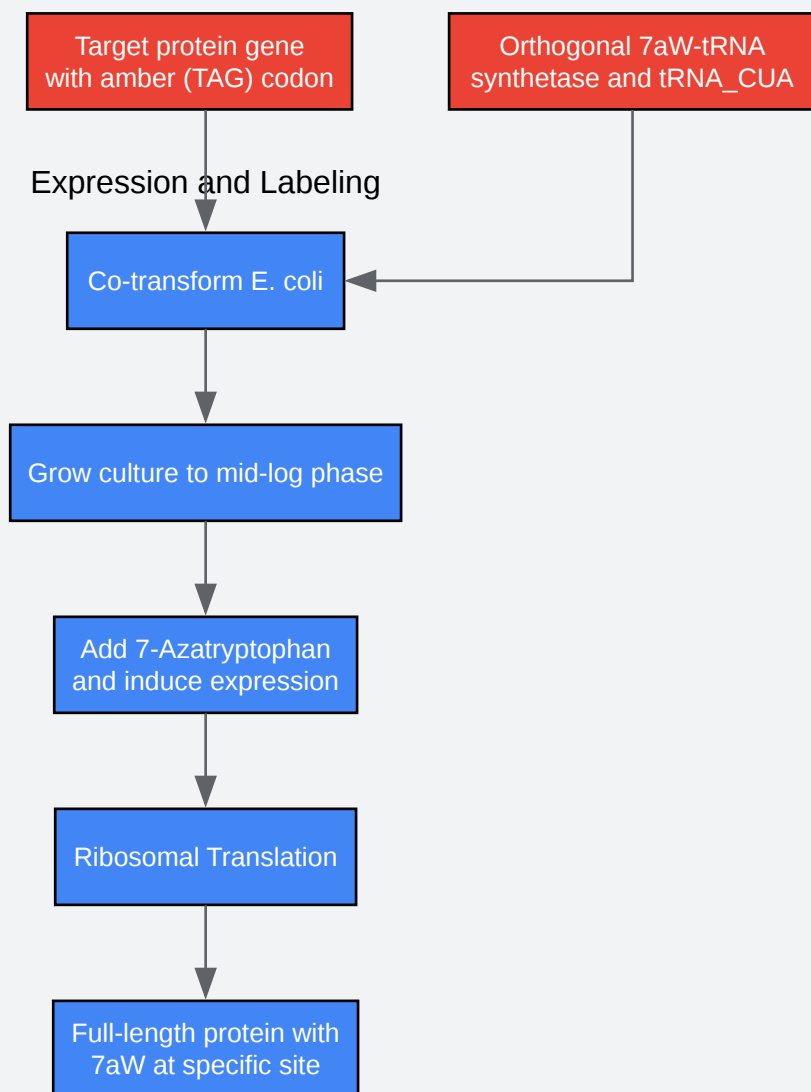 Target protein gene
with amber (TAG) codon
Orthogonal 7aW-tRNA
synthetase and tRNA_CUA
Expression and Labeling
Co-transform E. coli
Grow culture to mid-log phase
Add 7-Azatryptophan
and induce expression
Ribosomal Translation
Full-length protein with
7aW at specific site